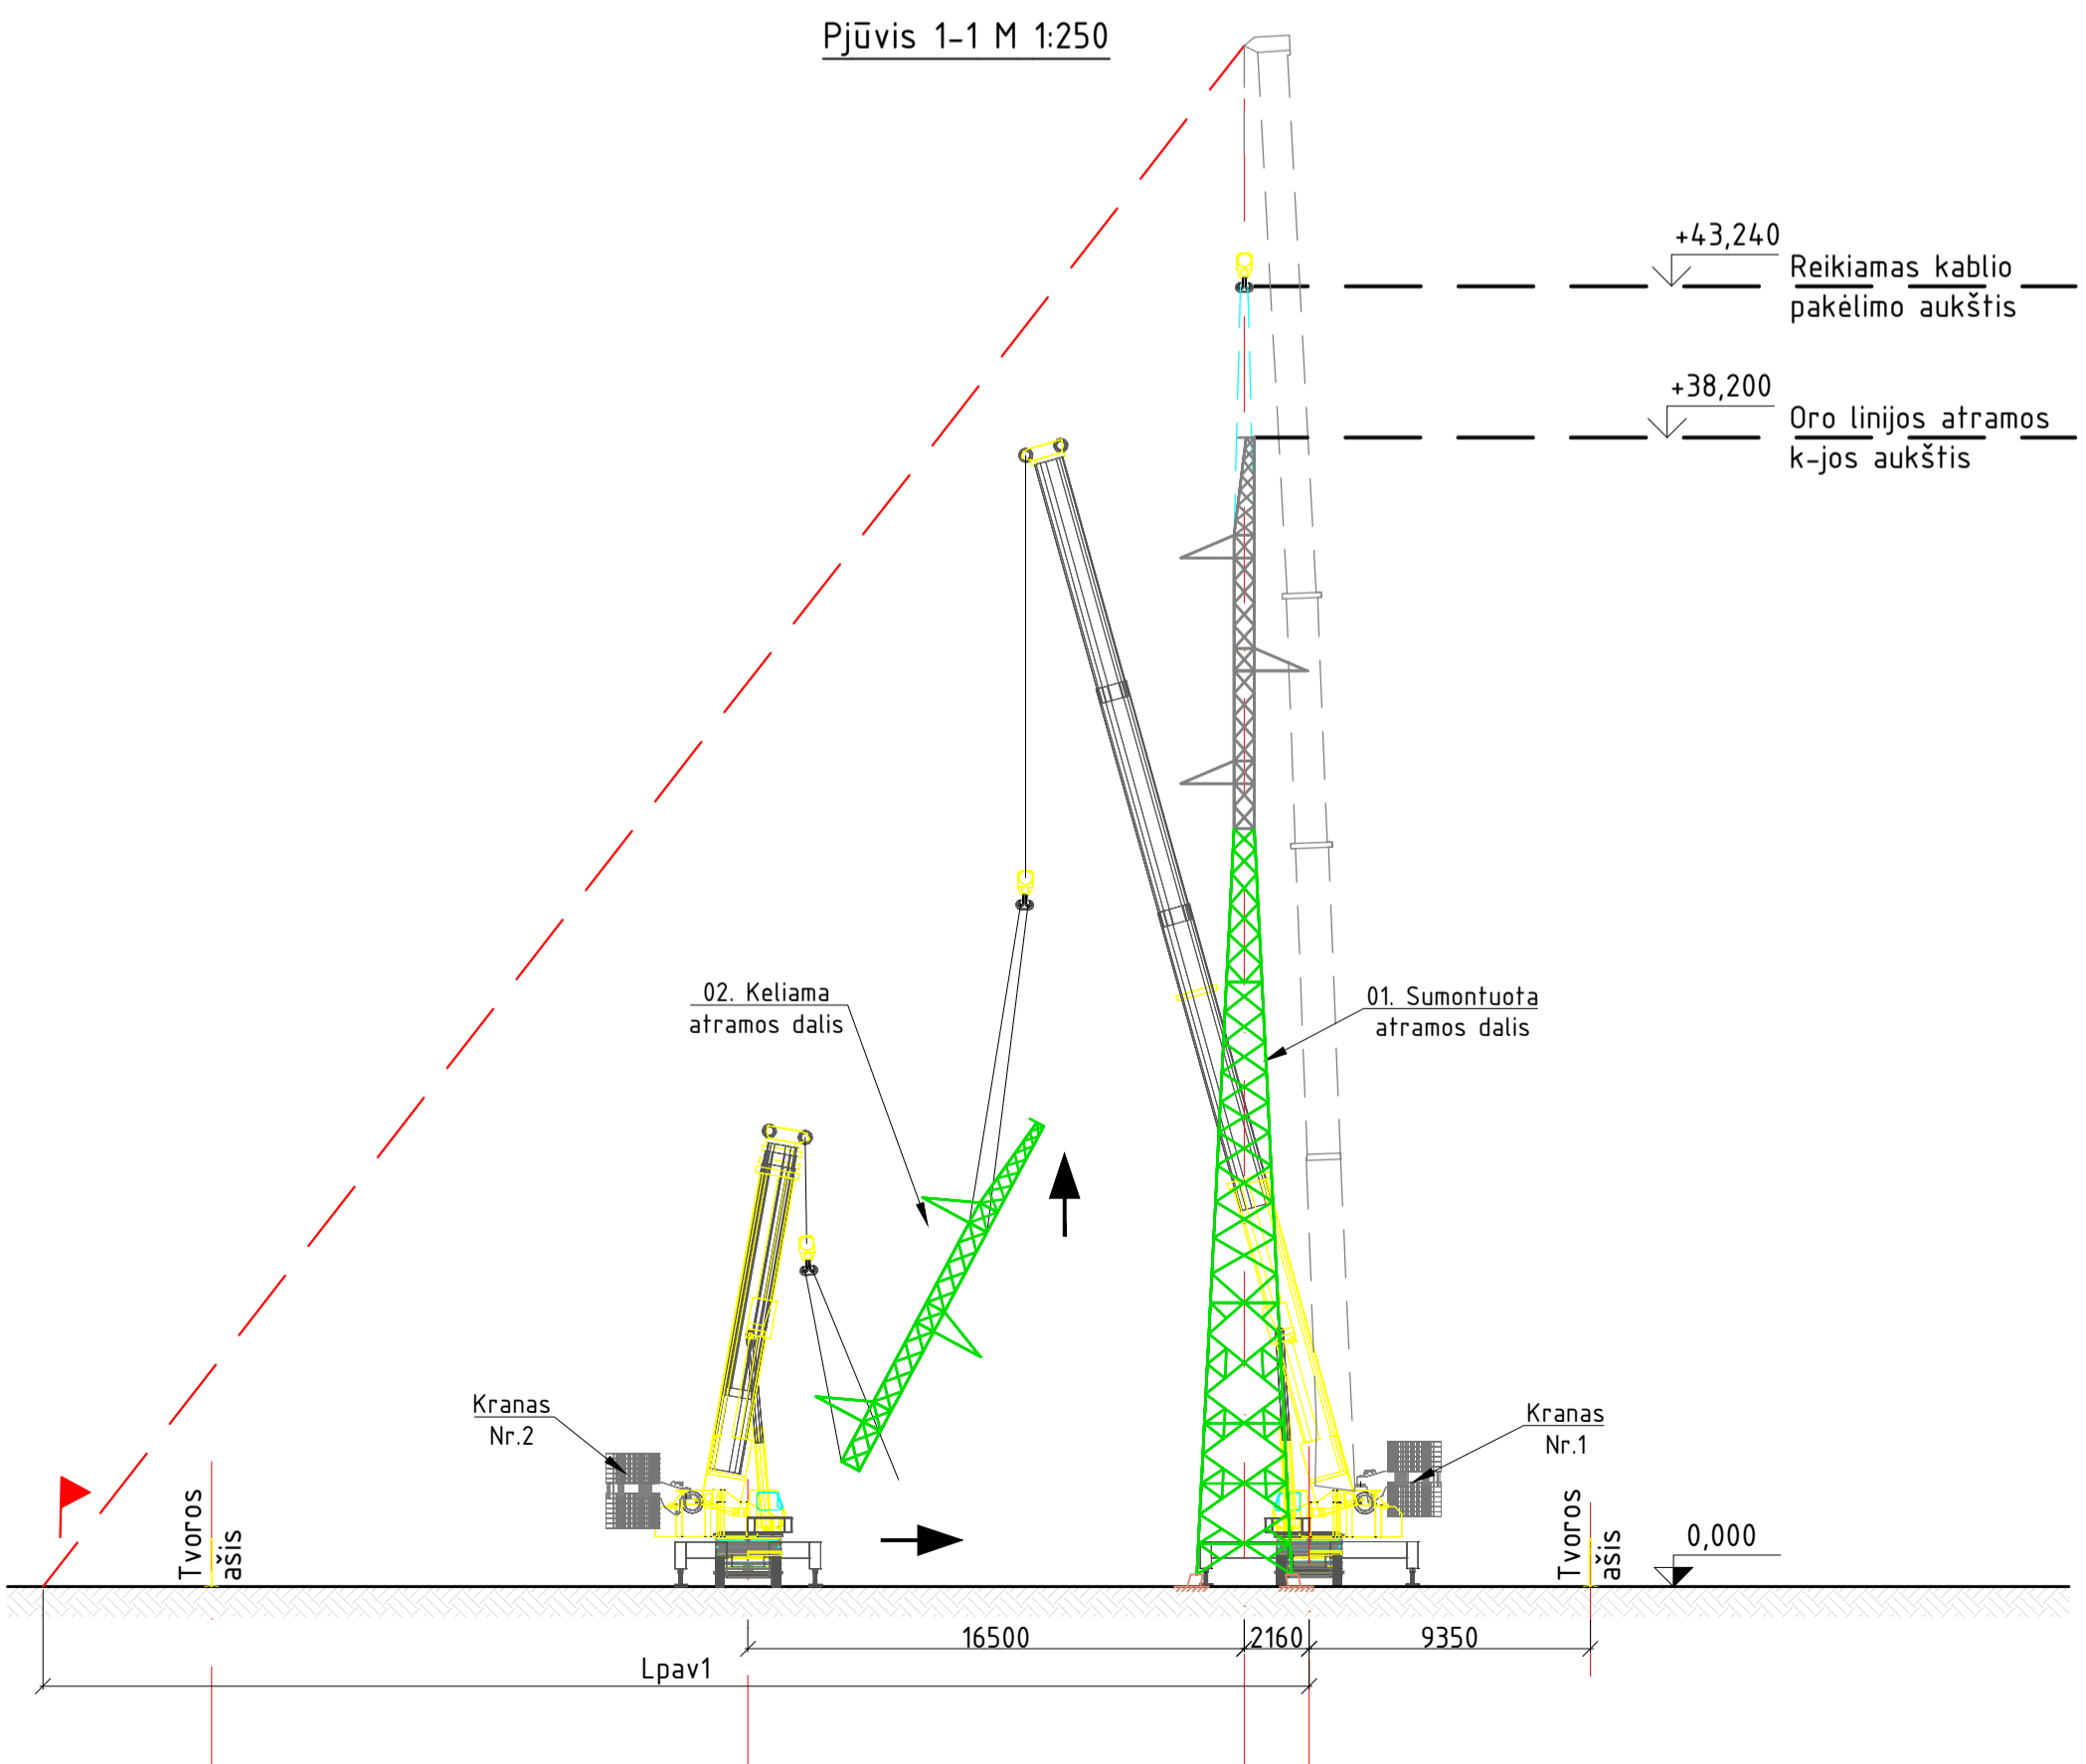 Pjūvis 1-1 M 1:250
+43,240
Reikiamas kablio
pakėlimo aukštis
+38,200
Oro linijos atramos
k-jos aukštis
02. Keliama
atramos dalis
01. Sumontuota
atramos dalis
Kranas
Nr.2
Kranas
Nr.1
Tvoros
ašis
Tvoros
ašis
0,000
16500
2160
9350
Lpav1